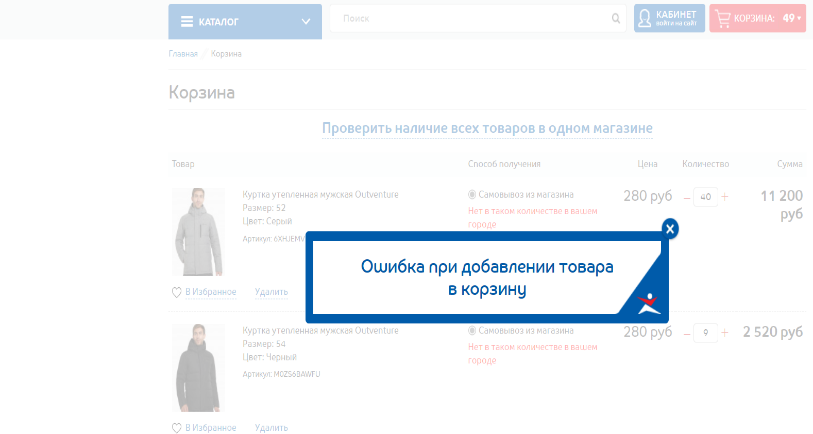 КАТАЛОГ
Поиск
КАБИНЕТ
войти на сайт
КОРЗИНА: 49
Главная / Корзина
Корзина
Проверить наличие всех товаров в одном магазине
Товар Способ получения Цена Количество Сумма
Куртка утепленная мужская Outventure
Размер: 52
Цвет: Серый
Самовывоз из магазина
Нет в таком количестве в вашем
городе
280 руб – 40 + 11 200
руб
В Избранное Удалить
Ошибка при добавлении товара
в корзину
Куртка утепленная мужская Outventure
Размер: 54
Цвет: Черный
Артикул: M0ZS6BAWFU
Самовывоз из магазина
Нет в таком количестве в вашем
городе
280 руб – 9 + 2 520 руб
В Избранное Удалить